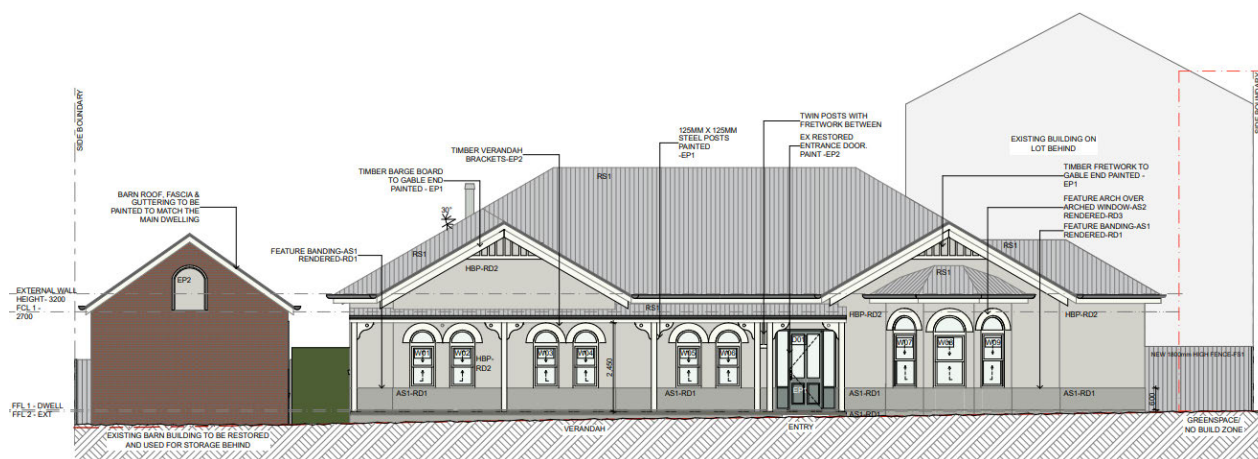 SIDE BOUNDARY
BARN ROOF, FASCIA &
GUTTERING TO BE
PAINTED TO MATCH THE
MAIN DWELLING
TIMBER BARGE BOARD
TO GABLE END
PAINTED - EP1
TIMBER VERANDAH
BRACKETS-EP2
125MM X 125MM
STEEL POSTS
PAINTED
-EP1
TWIN POSTS WITH
FRETWORK BETWEEN
EX RESTORED
ENTRANCE DOOR.
PAINT -EP2
EXISTING BUILDING ON
LOT BEHIND
TIMBER FRETWORK TO
GABLE END PAINTED -
EP1
FEATURE ARCH OVER
ARCHED WINDOW-AS2
RENDERED-RD3
FEATURE BANDING-AS1
RENDERED-RD1
SIDE BOUNDARY
FEATURE BANDING-AS1
RENDERED-RD1
30°
RS1
RS1
RS1
RS1
RS1
EP2
HBP-RD2
EXTERNAL WALL
HEIGHT- 3200
FCL 1 -
2700
HBP-RD2
HBP-RD2
W01
W02
HBP-
RD2
W03
W04
2,450
W05
W06
D01
W07
W08
W09
NEW 1800mm HIGH FENCE-FS1
AS1-RD1
AS1-RD1
EP
AS1-RD1
AS1-RD1
600
FFL 1 - DWELL
FFL 2 - EXT
AS1-RD1
EXISTING BARN BUILDING TO BE RESTORED
AND USED FOR STORAGE BEHIND
VERANDAH
ENTRY
GREENSPACE/
NO BUILD ZONE